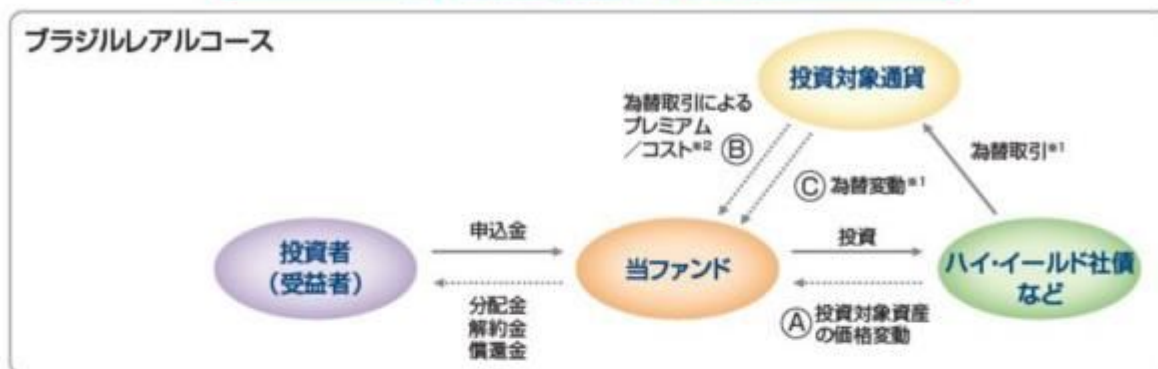 ブラジルレアルコース
投資対象通貨
為替取引による
プレミアム
/コスト※2 Ⓑ
為替取引※1
Ⓒ 為替変動※1
投資者
(受益者)
申込金
分配金
解約金
償還金
当ファンド
投資
Ⓐ 投資対象資産
の価格変動
ハイ・イールド社債
など